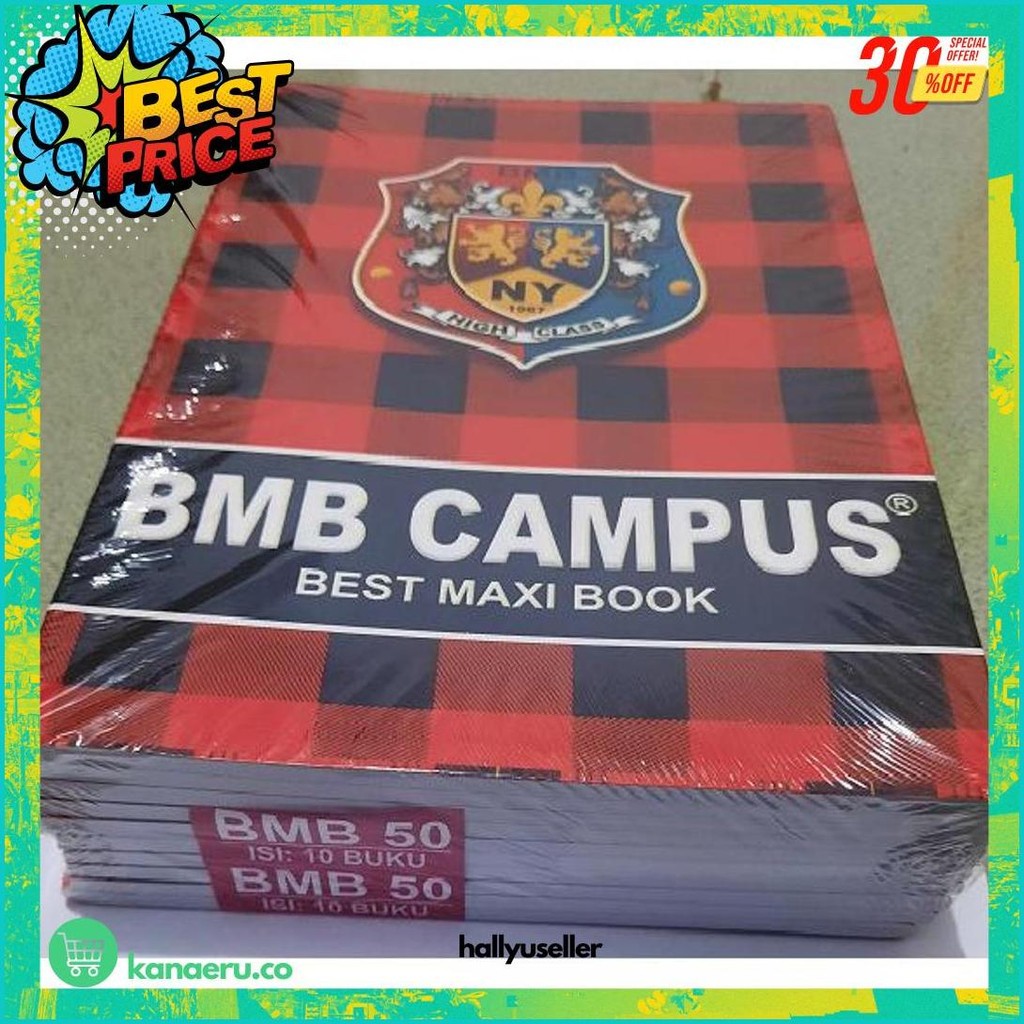 BEST
PRICE
30
SPECIAL
OFFER!
%OFF
NY
1987
HIGH CLASS
BMB CAMPUS®
BEST MAXI BOOK
BMB 50
ISI: 10 BUKU
BMB 50
ISI: 10 BUKU
hallyuseller
kanaeru.co